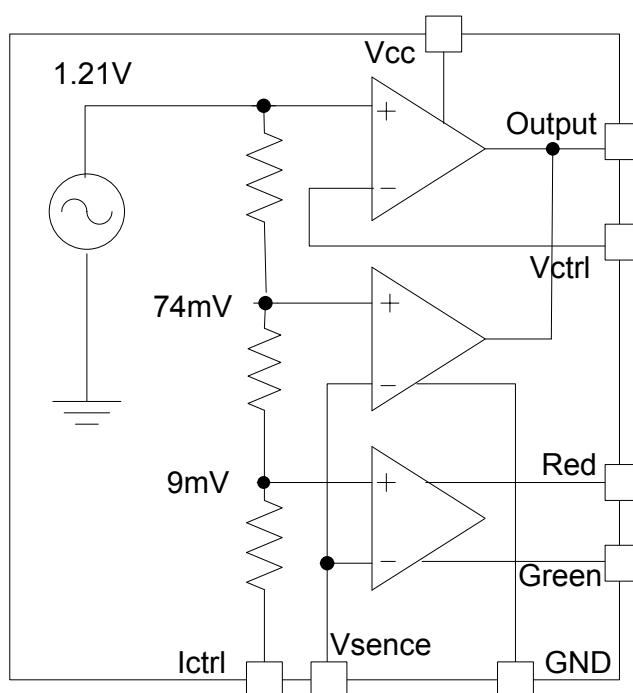 Vcc
1.21V
+
Output
−
Vctrl
74mV
+
−
9mV
+
Red
−
Green
Ictrl
Vsence
GND